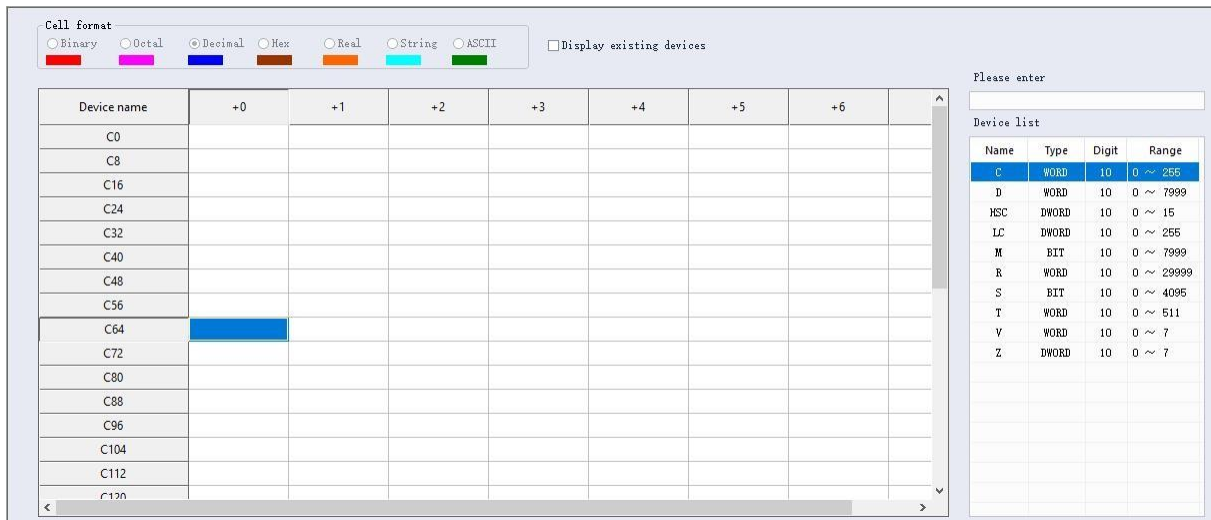 Cell format
Binary Octal Decimal Hex Real String ASCII
Display existing devices
Device name +0 +1 +2 +3 +4 +5 +6
C0
C8
C16
C24
C32
C40
C48
C56
C64
C72
C80
C88
C96
C104
C112
C120
Please enter
Device list
Name Type Digit Range
C WORD 10 0 ~ 255
D WORD 10 0 ~ 7999
HSC DWORD 10 0 ~ 15
LC DWORD 10 0 ~ 255
M BIT 10 0 ~ 7999
R WORD 10 0 ~ 29999
S BIT 10 0 ~ 4095
T WORD 10 0 ~ 511
V WORD 10 0 ~ 7
Z DWORD 10 0 ~ 7